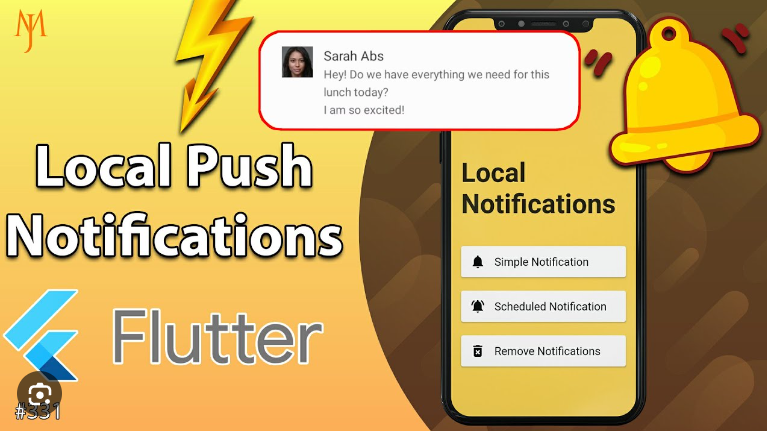 JM
Sarah Abs
Hey! Do we have everything we need for this
lunch today?
I am so excited!
Local Push
Notifications
Flutter
#331
Local
Notifications
Simple Notification
Scheduled Notification
Remove Notifications